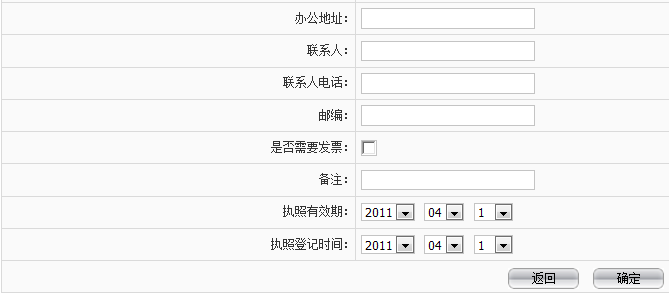 办公地址：
联系人：
联系人电话：
邮编：
是否需要发票：
备注：
执照有效期： 2011 04 1
执照登记时间： 2011 04 1
返回 确定